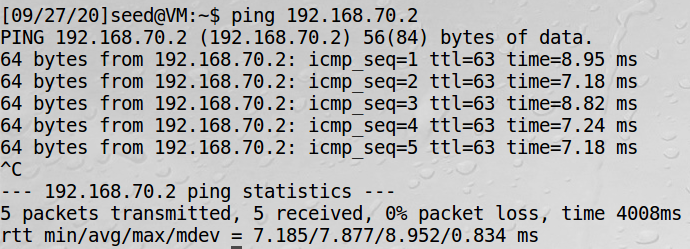 [09/27/20]seed@VM:~$ ping 192.168.70.2
PING 192.168.70.2 (192.168.70.2) 56(84) bytes of data.
64 bytes from 192.168.70.2: icmp_seq=1 ttl=63 time=8.95 ms
64 bytes from 192.168.70.2: icmp_seq=2 ttl=63 time=7.18 ms
64 bytes from 192.168.70.2: icmp_seq=3 ttl=63 time=8.82 ms
64 bytes from 192.168.70.2: icmp_seq=4 ttl=63 time=7.24 ms
64 bytes from 192.168.70.2: icmp_seq=5 ttl=63 time=7.18 ms
^C
--- 192.168.70.2 ping statistics ---
5 packets transmitted, 5 received, 0% packet loss, time 4008ms
rtt min/avg/max/mdev = 7.185/7.877/8.952/0.834 ms